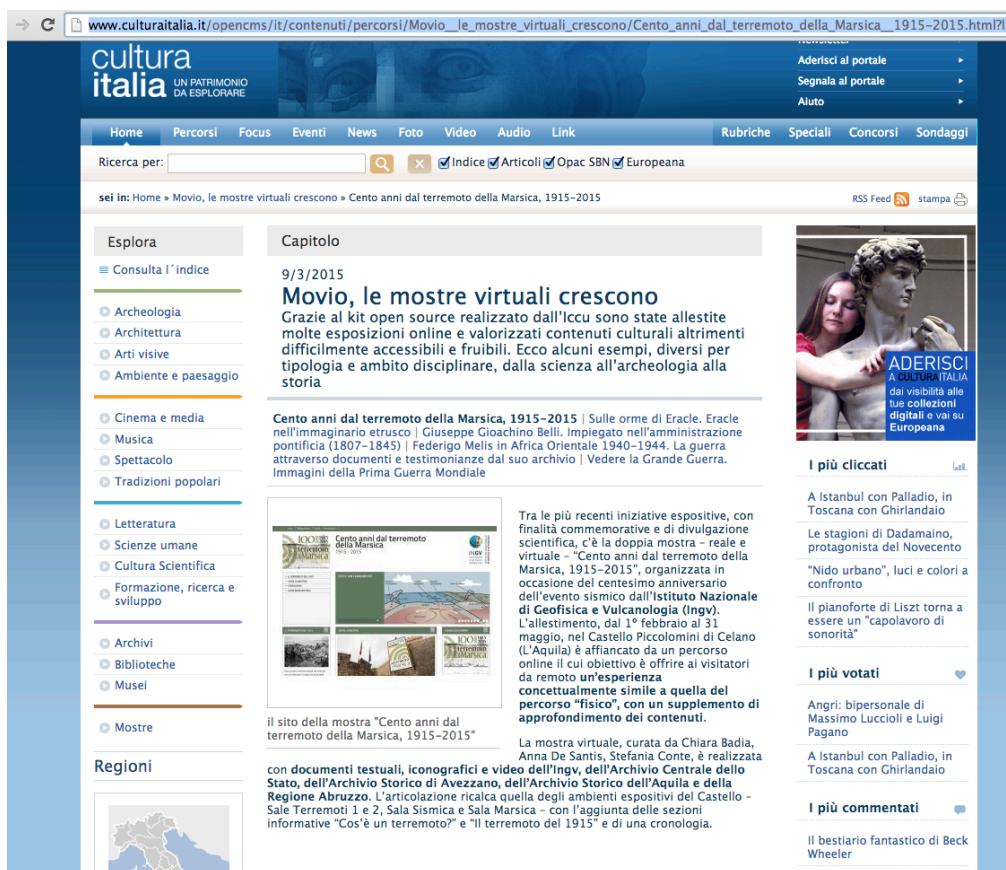 www.culturaitalia.it/opencms/it/contenuti/percorsi/Movio__le_mostre_virtuali_crescono/Cento_anni_dal_terremoto_della_Marsica__1915-2015.html?l
cultura
italia UN PATRIMONIO
DA ESPLORARE
Newsletter
Aderisci al portale
Segnala al portale
Aiuto
Home Percorsi Focus Eventi News Foto Video Audio Link Rubriche Speciali Concorsi Sondaggi
Ricerca per: Indice Articoli Opac SBN Europeana
sei in: Home » Movio, le mostre virtuali crescono » Cento anni dal terremoto della Marsica, 1915-2015
RSS Feed stampa
Esplora
Consulta l´indice
Archeologia
Architettura
Arti visive
Ambiente e paesaggio
Cinema e media
Musica
Spettacolo
Tradizioni popolari
Letteratura
Scienze umane
Cultura Scientifica
Formazione, ricerca e
sviluppo
Archivi
Biblioteche
Musei
Mostre
Regioni
Capitolo
9/3/2015
Movio, le mostre virtuali crescono
Grazie al kit open source realizzato dall'Iccu sono state allestite
molte esposizioni online e valorizzati contenuti culturali altrimenti
difficilmente accessibili e fruibili. Ecco alcuni esempi, diversi per
tipologia e ambito disciplinare, dalla scienza all'archeologia alla
storia
Cento anni dal terremoto della Marsica, 1915-2015 | Sulle orme di Eracle. Eracle
nell'immaginario etrusco | Giuseppe Gioachino Belli. Impiegato nell'amministrazione
pontificia (1807-1845) | Federigo Melis in Africa Orientale 1940-1944. La guerra
attraverso documenti e testimonianze dal suo archivio | Vedere la Grande Guerra.
Immagini della Prima Guerra Mondiale
Cento anni dal terremoto
della Marsica
1915 - 2015
INGV
il sito della mostra "Cento anni dal
terremoto della Marsica, 1915-2015"
Tra le più recenti iniziative espositive, con
finalità commemorative e di divulgazione
scientifica, c'è la doppia mostra - reale e
virtuale - "Cento anni dal terremoto della
Marsica, 1915-2015", organizzata in
occasione del centesimo anniversario
dell'evento sismico dall'Istituto Nazionale
di Geofisica e Vulcanologia (Ingv).
L'allestimento, dal 1° febbraio al 31
maggio, nel Castello Piccolomini di Celano
(L'Aquila) è affiancato da un percorso
online il cui obiettivo è offrire ai visitatori
da remoto un'esperienza
concettualmente simile a quella del
percorso "fisico", con un supplemento di
approfondimento dei contenuti.
La mostra virtuale, curata da Chiara Badia,
Anna De Santis, Stefania Conte, è realizzata
con documenti testuali, iconografici e video dell'Ingv, dell'Archivio Centrale dello
Stato, dell'Archivio Storico di Avezzano, dell'Archivio Storico dell'Aquila e della
Regione Abruzzo. L'articolazione ricalca quella degli ambienti espositivi del Castello -
Sale Terremoti 1 e 2, Sala Sismica e Sala Marsica - con l'aggiunta delle sezioni
informative "Cos'è un terremoto?" e "Il terremoto del 1915" e di una cronologia.
ADERISCI
A CULTURAITALIA
dai visibilità alle
tue collezioni
digitali e vai su
Europeana
I più cliccati
A Istanbul con Palladio, in
Toscana con Ghirlandaio
Le stagioni di Dadamaino,
protagonista del Novecento
"Nido urbano", luci e colori a
confronto
Il pianoforte di Liszt torna a
essere un "capolavoro di
sonorità"
I più votati
Angri: bipersonale di
Massimo Luccioli e Luigi
Pagano
A Istanbul con Palladio, in
Toscana con Ghirlandaio
I più commentati
Il bestiario fantastico di Beck
Wheeler